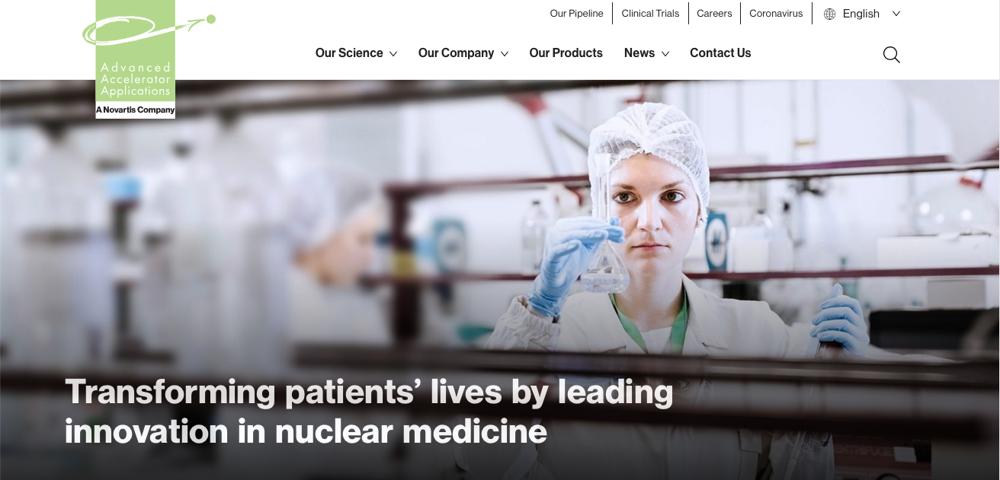 Our Pipeline
Clinical Trials
Careers
Coronavirus
English
Advanced
Accelerator
Applications
A Novartis Company
Our Science
Our Company
Our Products
News
Contact Us
Transforming patients’ lives by leading
innovation in nuclear medicine